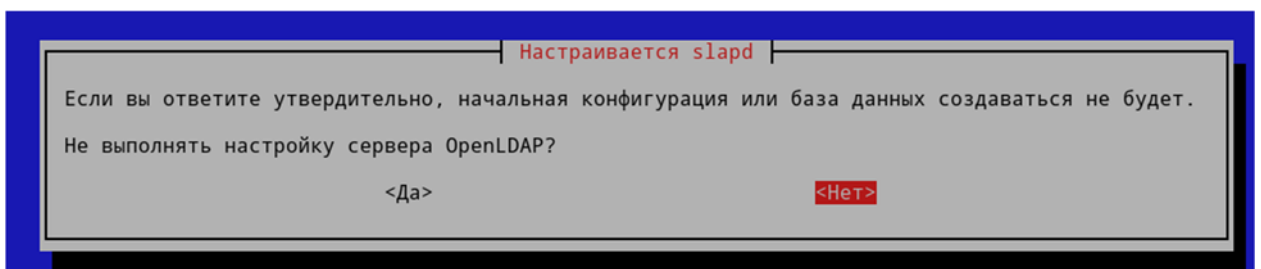 Настраивается slapd
Если вы ответите утвердительно, начальная конфигурация или база данных создаваться не будет.
Не выполнять настройку сервера OpenLDAP?
<Да> <Нет>